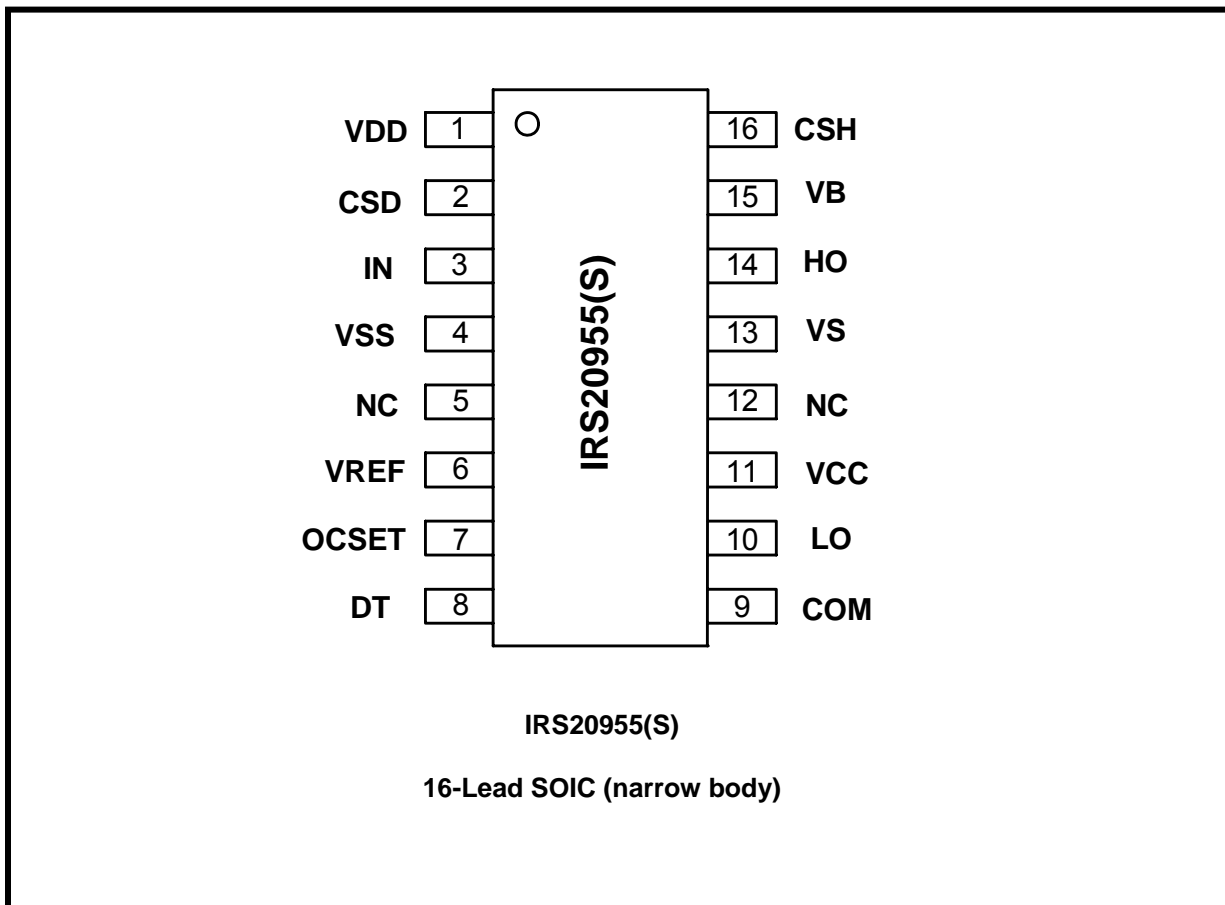 VDD 1 16 CSH
CSD 2 15 VB
IN 3 14 HO
VSS 4 13 VS
NC 5 12 NC
VREF 6 11 VCC
OCSET 7 10 LO
DT 8 9 COM
IRS20955(S)
IRS20955(S)
16-Lead SOIC (narrow body)